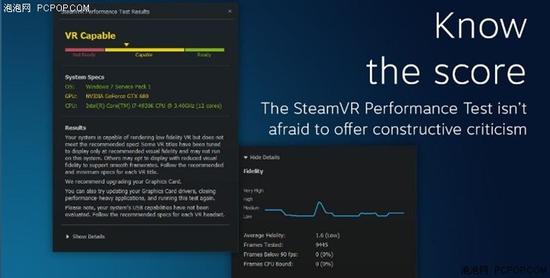 泡泡网 PCPOP.COM
SteamVR Performance Test Results
VR Capable
Not Ready Capable Ready
System Specs
OS: Windows 7 Service Pack 1
GPU: NVIDIA GeForce GTX 680
CPU: Intel(R) Core(TM) i7-4930K CPU @ 3.40GHz (12 cores)
Results
Your system is capable of rendering low fidelity VR but does not
meet the recommended spec! Some VR titles have been tuned
to display only at recommended visual fidelity and may not run
on this system. Others may opt to display with reduced visual
fidelity to support smooth framerates. Follow the recommended
and minimum specs for each VR title.
We recommend upgrading your Graphics Card.
You can also try updating your Graphics Card drivers, closing
performance heavy applications, and running this test again.
Please note, your system's USB capabilities have not been
evaluated. Follow the recommended specs for each VR headset.
Show Details
Know
the score
The SteamVR Performance Test isn't
afraid to offer constructive criticism
Hide Details
Fidelity
Very High
High
Medium
Low
Average Fidelity: 1.6 (Low)
Frames Tested: 9445
Frames Below 90 fps: 0 (0%)
Frames CPU Bound: 0 (0%)
泡泡网 PCPOP.COM